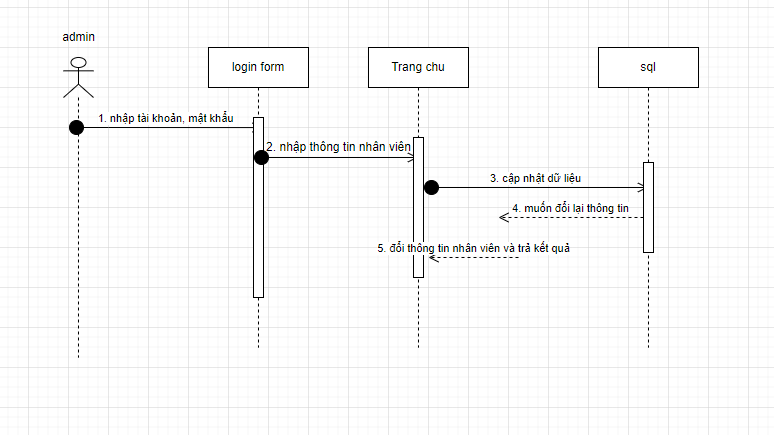 admin
login form
Trang chu
sql
1. nhập tài khoản, mật khẩu
2. nhập thông tin nhân viên
3. cập nhật dữ liệu
4. muốn đổi lại thông tin
5. đổi thông tin nhân viên và trả kết quả